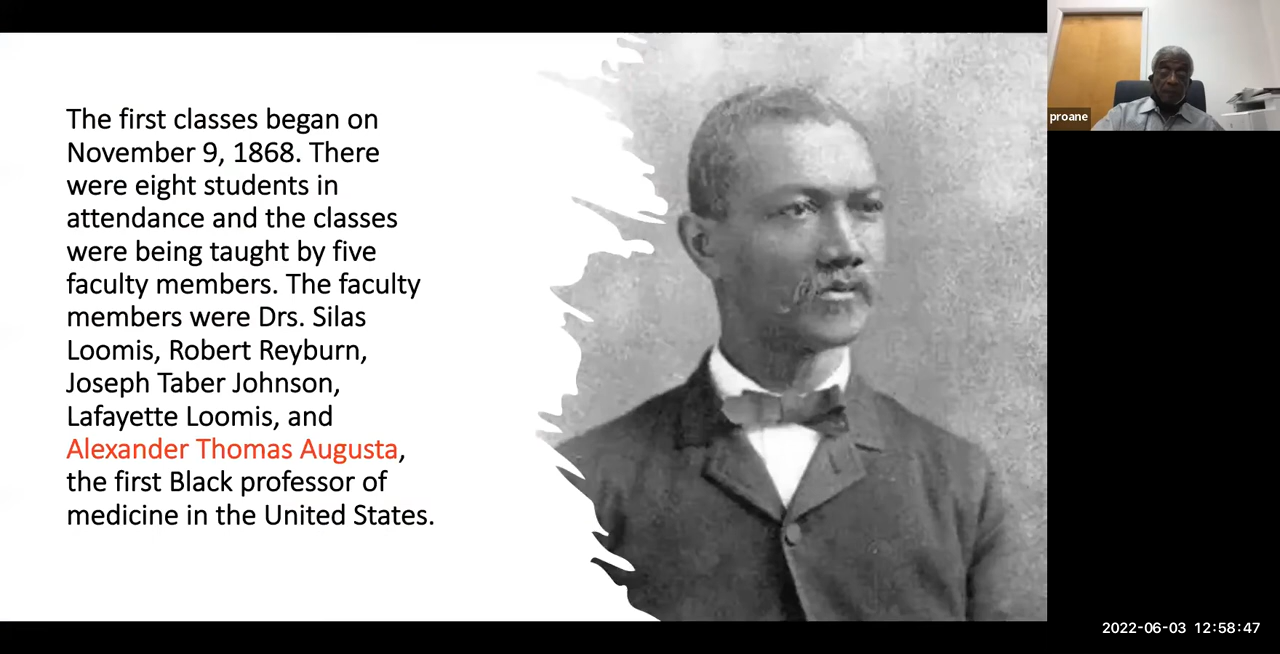 The first classes began on
November 9, 1868. There
were eight students in
attendance and the classes
were being taught by five
faculty members. The faculty
members were Drs. Silas
Loomis, Robert Reyburn,
Joseph Taber Johnson,
Lafayette Loomis, and
Alexander Thomas Augusta,
the first Black professor of
medicine in the United States.
proane
2022-06-03 12:58:47